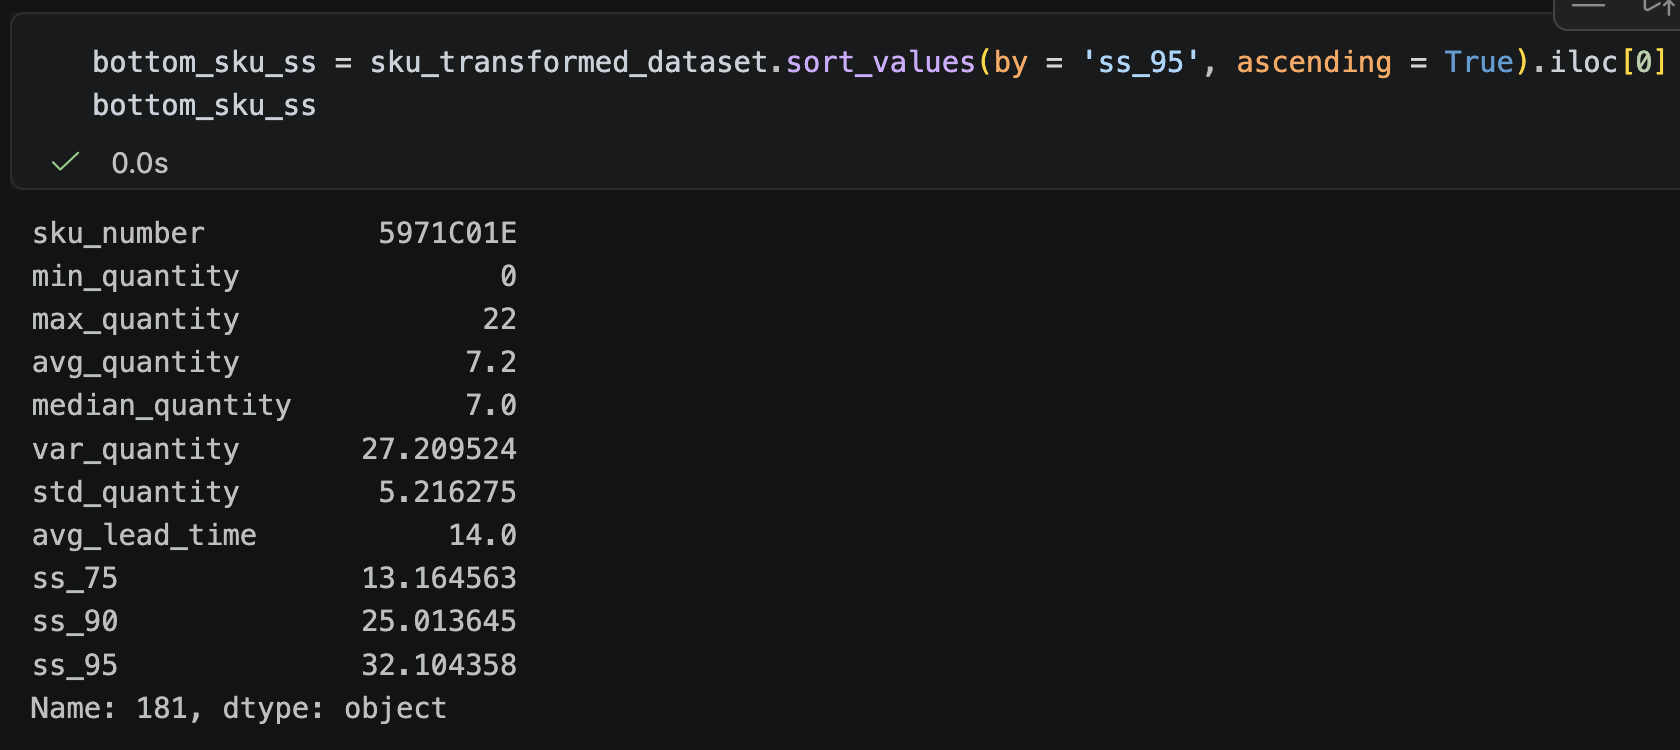 bottom_sku_ss = sku_transformed_dataset.sort_values(by = 'ss_95', ascending = True).iloc[0]
bottom_sku_ss
0.0s
sku_number 5971C01E
min_quantity 0
max_quantity 22
avg_quantity 7.2
median_quantity 7.0
var_quantity 27.209524
std_quantity 5.216275
avg_lead_time 14.0
ss_75 13.164563
ss_90 25.013645
ss_95 32.104358
Name: 181, dtype: object